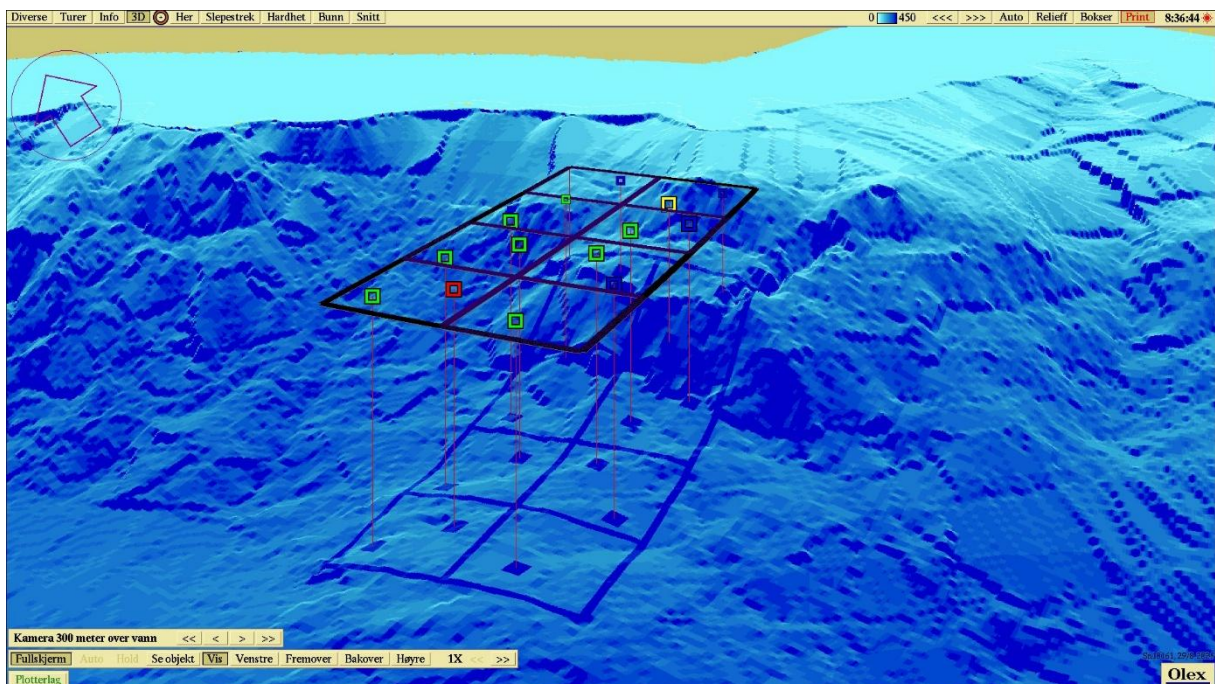 Diverse Turer Info 3D Her Slepestrek Hardhet Bunn Snitt 0 450 <<< >>> Auto Relieff Bokser Print 8:36:44
Kamera 300 meter over vann << < > >>
Fullskjerm Auto Hold Se objekt Vis Venstre Fremover Bakover Høyre 1X << >>
Plotterlag
Olex